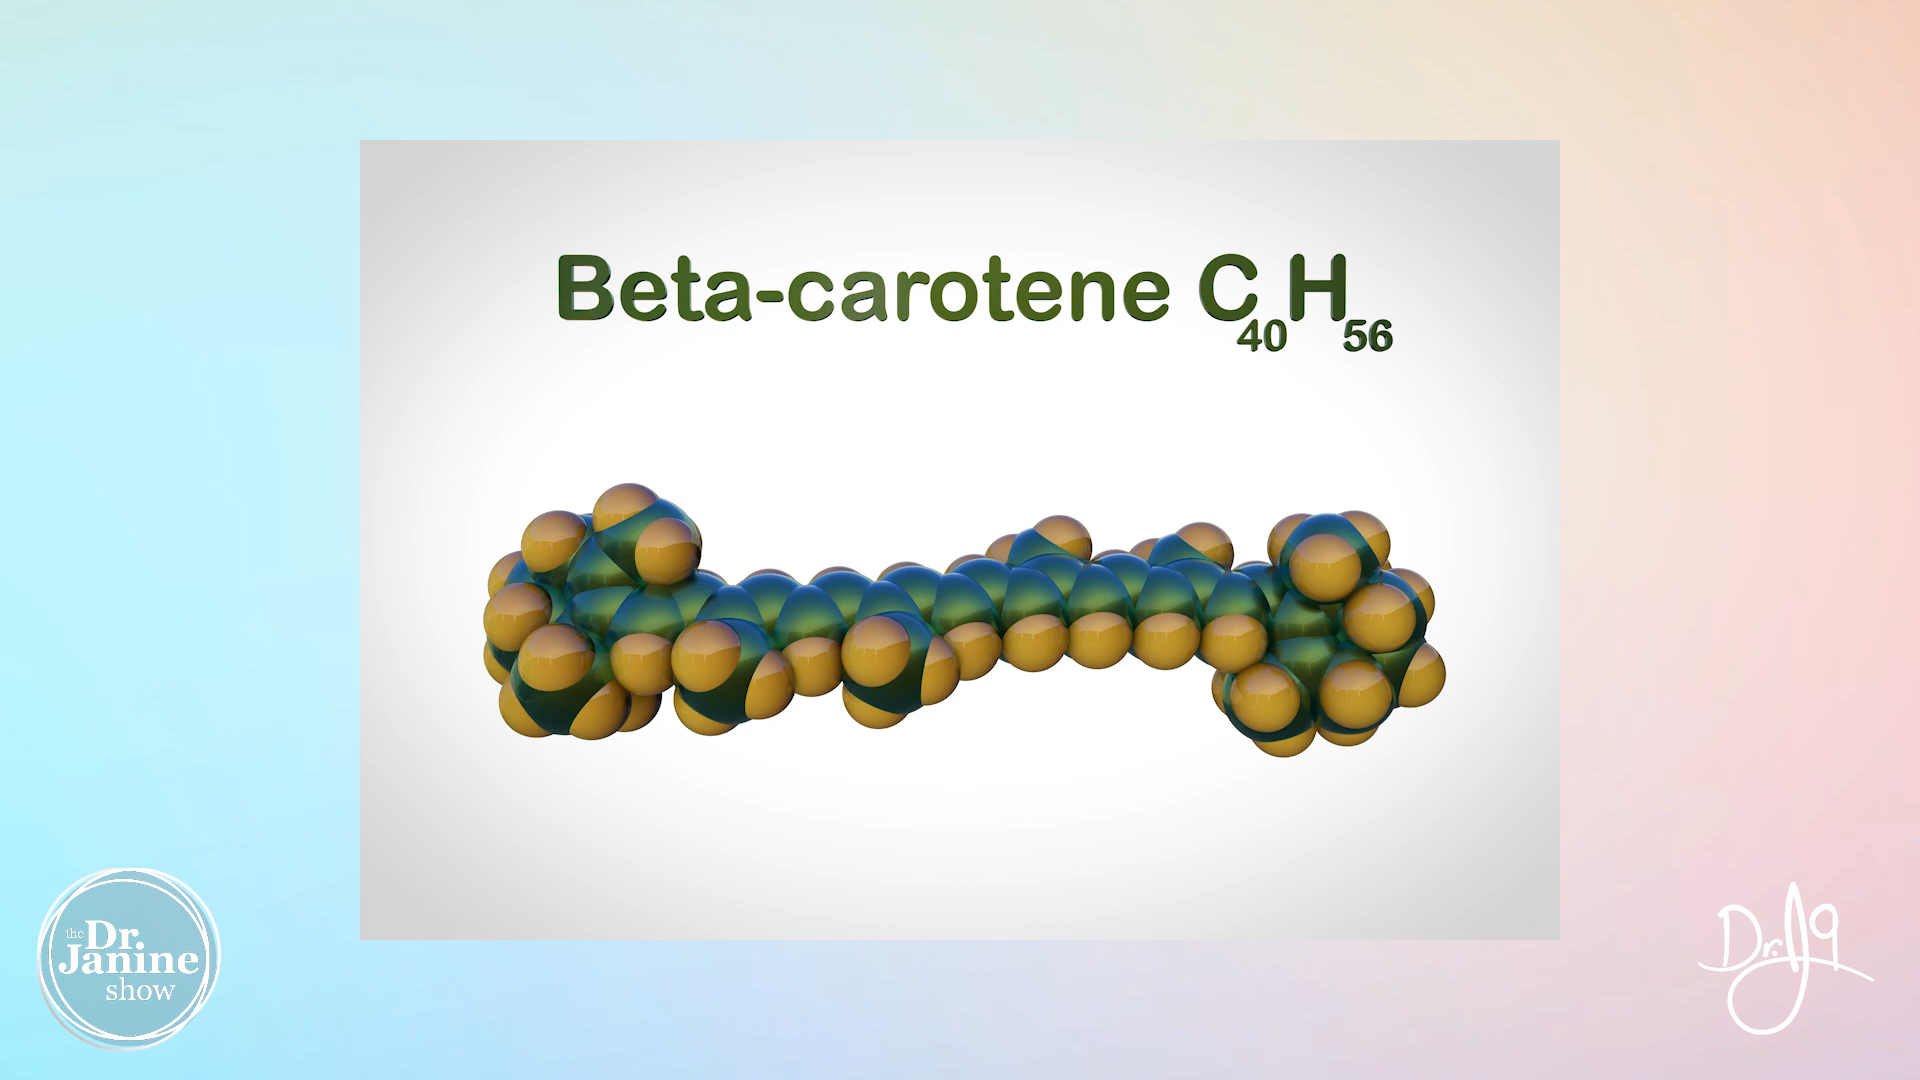 Beta-carotene C40H56
the Dr.
Janine
show
Dr. J9